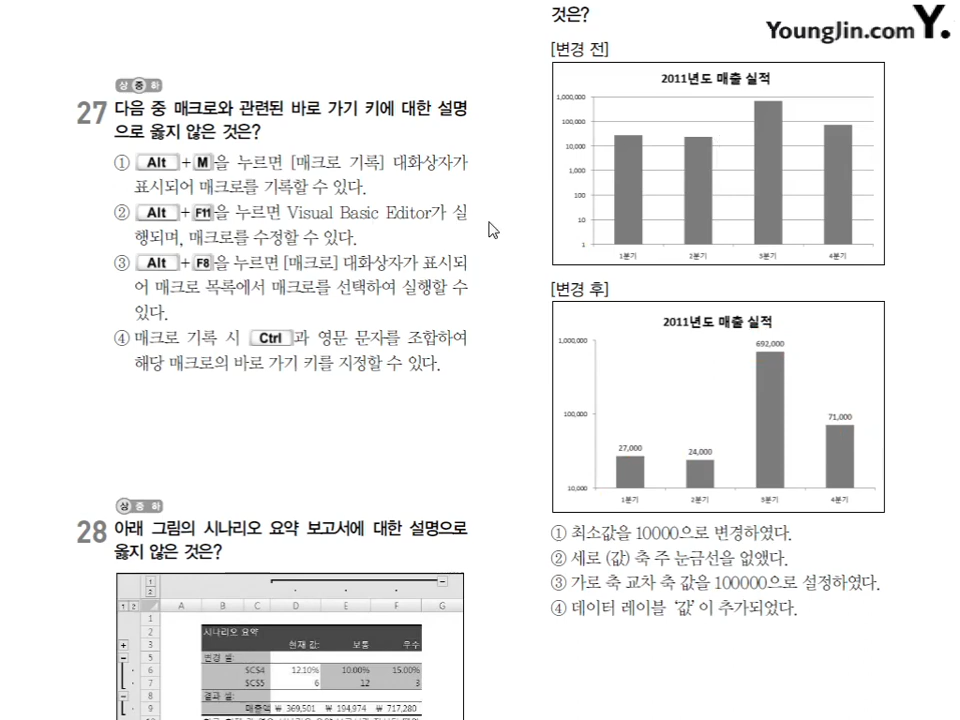 상 중 하
27 다음 중 매크로와 관련된 바로 가기 키에 대한 설명
으로 옳지 않은 것은?
① Alt + M 을 누르면 [매크로 기록] 대화상자가
표시되어 매크로를 기록할 수 있다.
② Alt + F11 을 누르면 Visual Basic Editor가 실
행되며, 매크로를 수정할 수 있다.
③ Alt + F8 을 누르면 [매크로] 대화상자가 표시되
어 매크로 목록에서 매크로를 선택하여 실행할 수
있다.
④ 매크로 기록 시 Ctrl 과 영문 문자를 조합하여
해당 매크로의 바로 가기 키를 지정할 수 있다.
상 중 하
28 아래 그림의 시나리오 요약 보고서에 대한 설명으로
옳지 않은 것은?
1
2
1 2 A B C D E F G
1
2 시나리오 요약
3 현재 값: 보통 우수
5 변경 셀:
6 $C$4 12.10% 10.00% 15.00%
7 $C$5 6 12 3
8 결과 셀:
9 매출액 ₩ 369,501 ₩ 194,974 ₩ 717,280
것은?
YoungJin.com Y.
[변경 전]
2011년도 매출 실적
1,000,000
100,000
10,000
1,000
100
10
1
1분기 2분기 3분기 4분기
[변경 후]
2011년도 매출 실적
1,000,000
692,000
100,000
71,000
27,000
24,000
10,000
1분기 2분기 3분기 4분기
① 최소값을 10000으로 변경하였다.
② 세로 (값) 축 주 눈금선을 없앴다.
③ 가로 축 교차 축 값을 100000으로 설정하였다.
④ 데이터 레이블 ‘값’ 이 추가되었다.